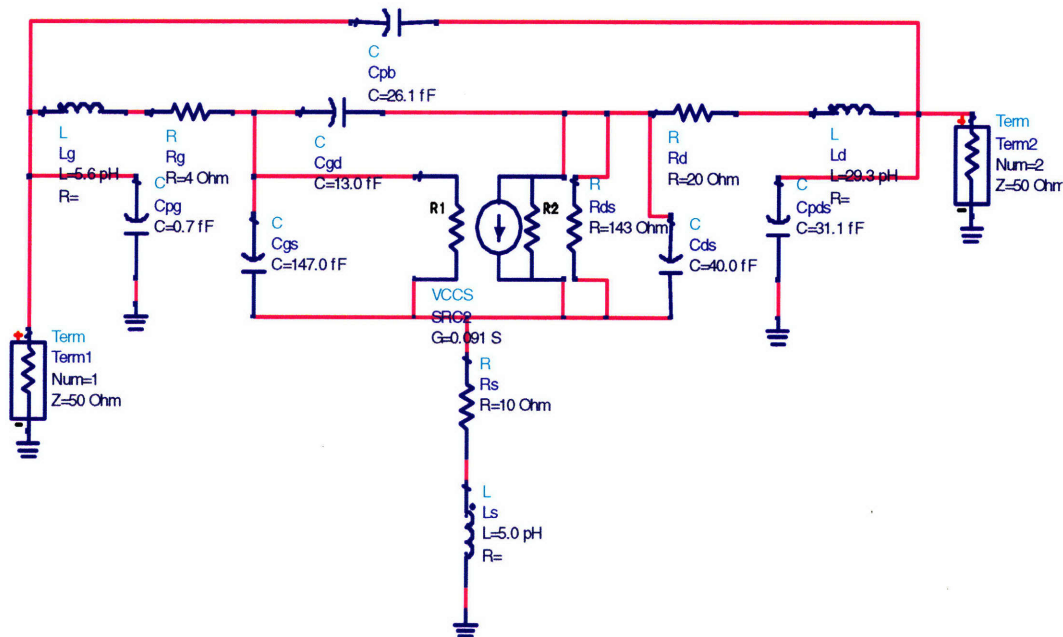 C
Cpb
C=26.1 fF
L
Lg
L=5.6 pH
R=
R
Rg
R=4 Ohm
C
Cgd
C=13.0 fF
R
Rd
R=20 Ohm
L
Ld
L=29.3 pH
R=
Term
Term2
Num=2
Z=50 Ohm
C
Cpg
C=0.7 fF
C
Cgs
C=147.0 fF
R1
R2
R
Rds
R=143 Ohm
C
Cds
C=40.0 fF
C
Cpds
C=31.1 fF
VCCS
SRC2
G=0.091 S
Term
Term1
Num=1
Z=50 Ohm
R
Rs
R=10 Ohm
L
Ls
L=5.0 pH
R=